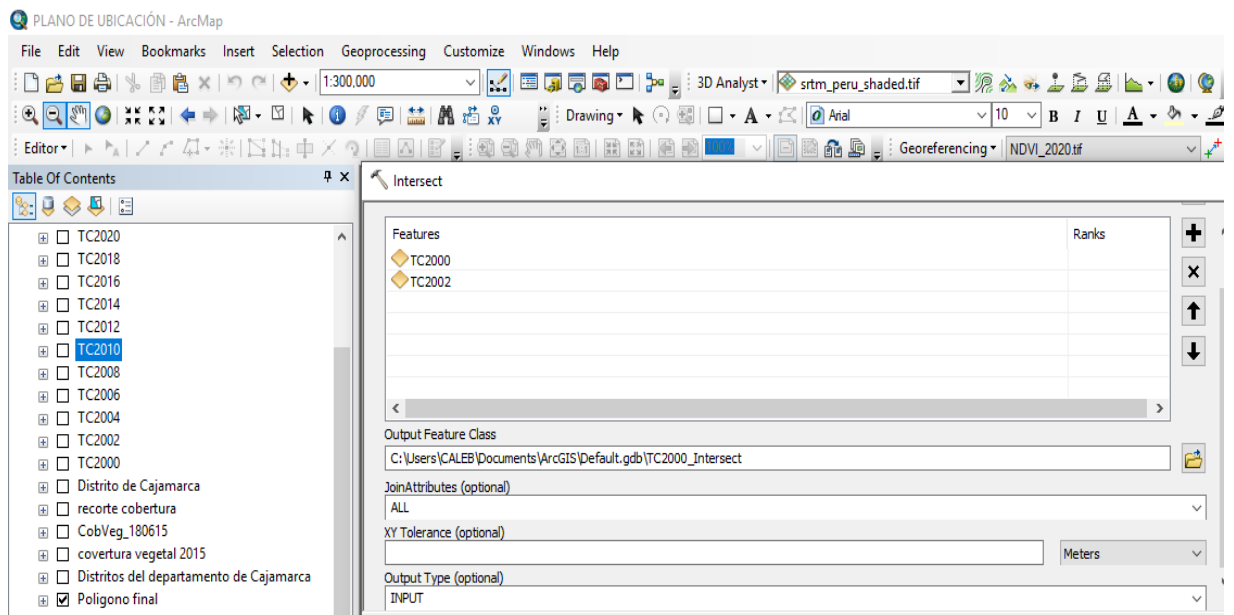 PLANO DE UBICACIÓN - ArcMap
File Edit View Bookmarks Insert Selection Geoprocessing Customize Windows Help
1:300,000 3D Analyst srtm_peru_shaded.tif
Drawing A Arial 10 B I U A
Editor 100% Georeferencing NDVI_2020.tif
Table Of Contents
Intersect
TC2020
TC2018
TC2016
TC2014
TC2012
TC2010
TC2008
TC2006
TC2004
TC2002
TC2000
Distrito de Cajamarca
recorte cobertura
CobVeg_180615
covertura vegetal 2015
Distritos del departamento de Cajamarca
Poligono final
Features Ranks
TC2000
TC2002
Output Feature Class
C:\Users\CALEB\Documents\ArcGIS\Default.gdb\TC2000_Intersect
JoinAttributes (optional)
ALL
XY Tolerance (optional)
Meters
Output Type (optional)
INPUT